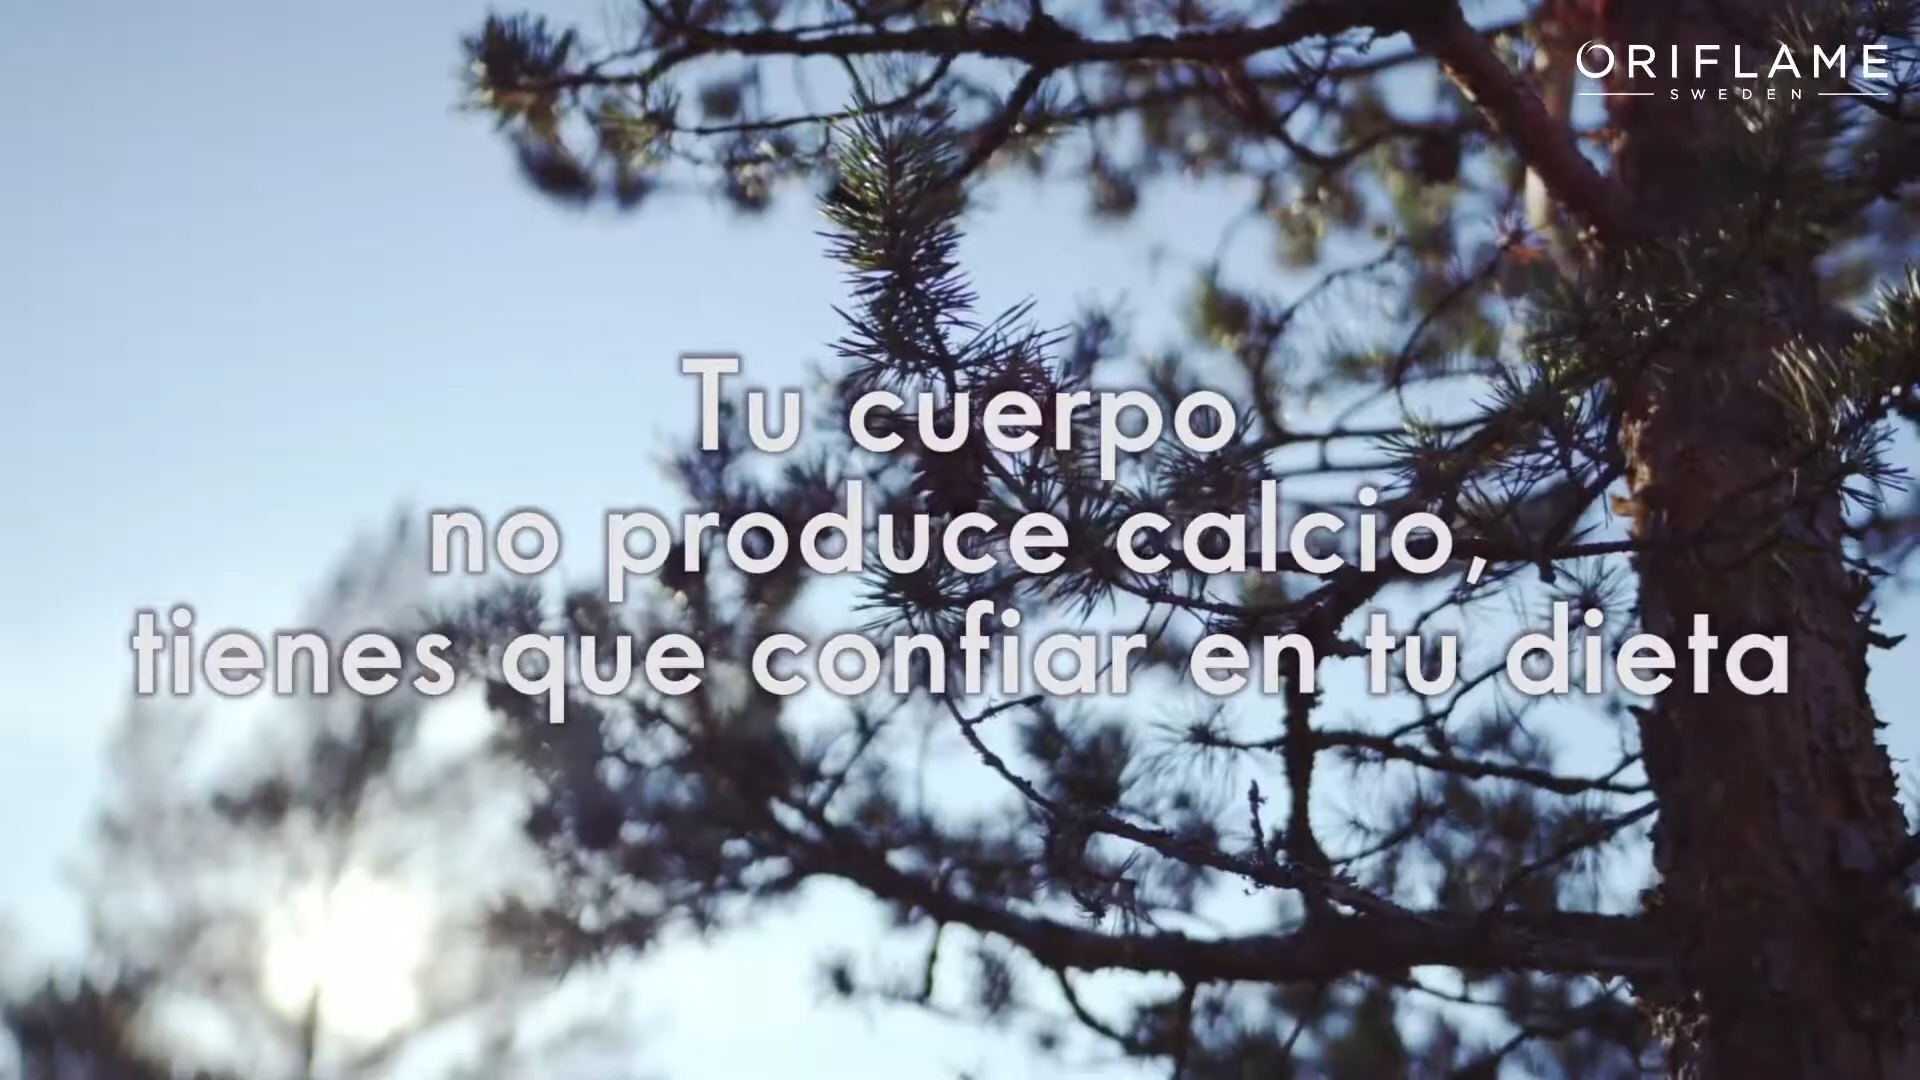 ORIFLAME
SWEDEN
Tu cuerpo
no produce calcio,
tienes que confiar en tu dieta